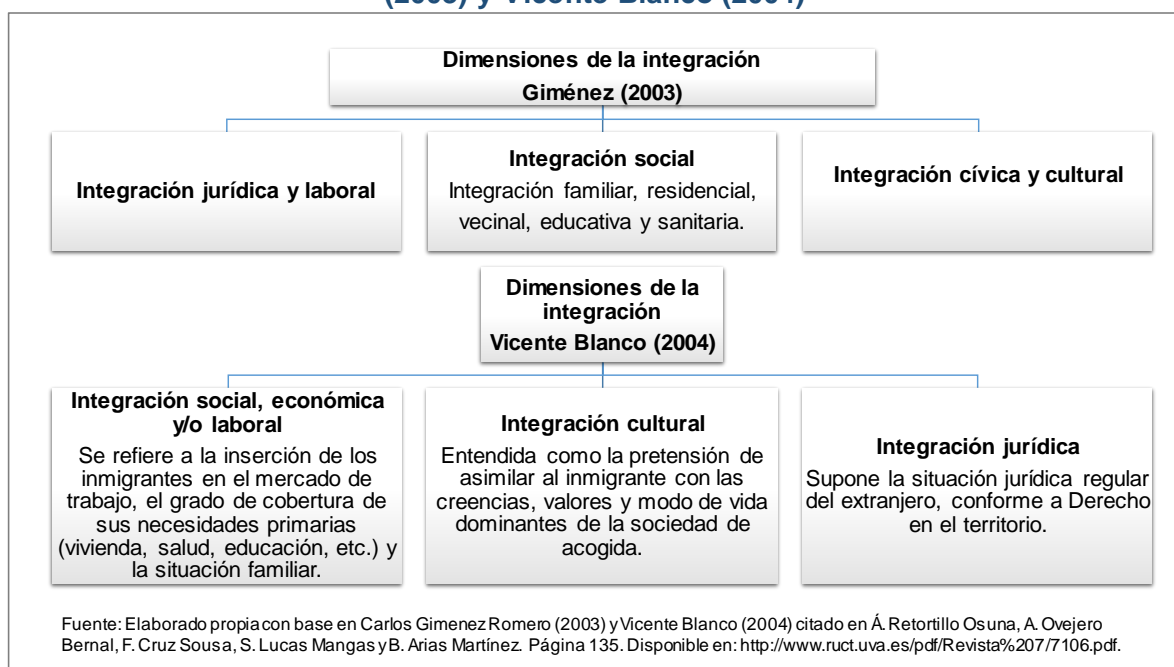 (2003) y Vicente Blanco (2004)
Dimensiones de la integración
Giménez (2003)
Integración jurídica y laboral
Integración social
Integración familiar, residencial,
vecinal, educativa y sanitaria.
Integración cívica y cultural
Dimensiones de la
integración
Vicente Blanco (2004)
Integración social, económica
y/o laboral
Se refiere a la inserción de los
inmigrantes en el mercado de
trabajo, el grado de cobertura de
sus necesidades primarias
(vivienda, salud, educación, etc.) y
la situación familiar.
Integración cultural
Entendida como la pretensión de
asimilar al inmigrante con las
creencias, valores y modo de vida
dominantes de la sociedad de
acogida.
Integración jurídica
Supone la situación jurídica regular
del extranjero, conforme a Derecho
en el territorio.
Fuente: Elaborado propia con base en Carlos Gimenez Romero (2003) y Vicente Blanco (2004) citado en Á. Retortillo Osuna, A. Ovejero
Bernal, F. Cruz Sousa, S. Lucas Mangas y B. Arias Martínez. Página 135. Disponible en: http://www.ruct.uva.es/pdf/Revista%207/7106.pdf.